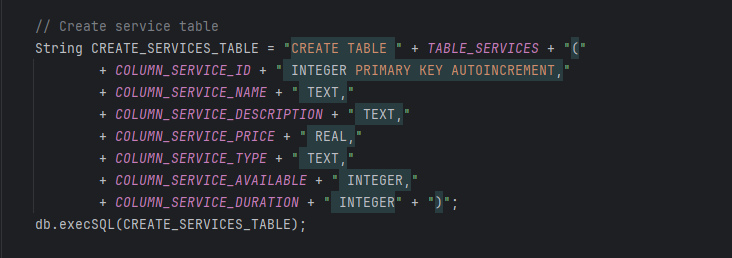 // Create service table
String CREATE_SERVICES_TABLE = "CREATE TABLE " + TABLE_SERVICES + "("
+ COLUMN_SERVICE_ID + " INTEGER PRIMARY KEY AUTOINCREMENT,"
+ COLUMN_SERVICE_NAME + " TEXT,"
+ COLUMN_SERVICE_DESCRIPTION + " TEXT,"
+ COLUMN_SERVICE_PRICE + " REAL,"
+ COLUMN_SERVICE_TYPE + " TEXT,"
+ COLUMN_SERVICE_AVAILABLE + " INTEGER,"
+ COLUMN_SERVICE_DURATION + " INTEGER" + ")";
db.execSQL(CREATE_SERVICES_TABLE);